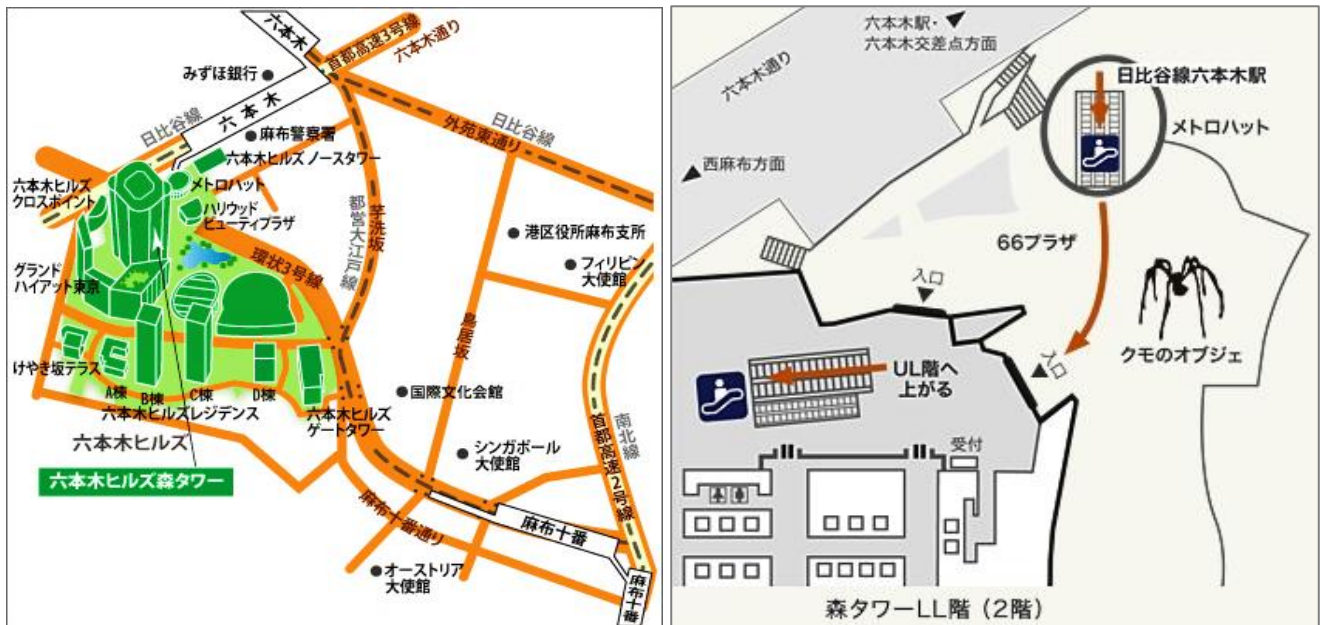 六本木
首都高速3号線
六本木通り
みずほ銀行
六本木
日比谷線
麻布警察署
外苑東通り
日比谷線
六本木ヒルズ ノースタワー
六本木ヒルズ
クロスポイント
メトロハット
ハリウッド
ビューティプラザ
芋洗坂
都営大江戸線
環状3号線
港区役所麻布支所
フィリピン
大使館
グランド
ハイアット東京
鳥居坂
けやき坂テラス
A棟
B棟
C棟
D棟
六本木ヒルズレジデンス
六本木ヒルズ
ゲートタワー
国際文化会館
六本木ヒルズ
六本木ヒルズ森タワー
シンガポール
大使館
南北線
首都高速2号線
麻布十番通り
麻布十番
オーストリア
大使館
麻布十番
六本木駅・
六本木交差点方面
六本木通り
日比谷線六本木駅
メトロハット
西麻布方面
66プラザ
入口
クモのオブジェ
入口
UL階へ
上がる
受付
森タワーLL階（2階）